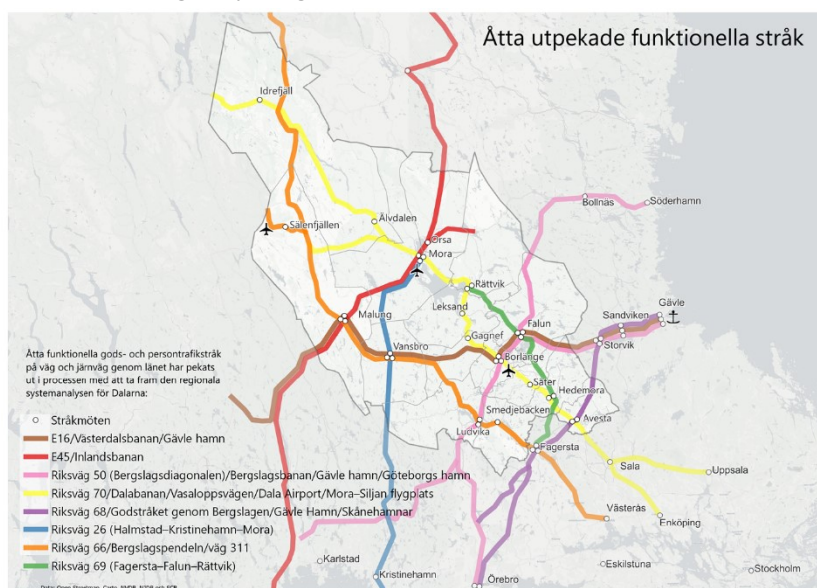 Åtta utpekade funktionella stråk
Idrefjäll
Bollnäs
Söderhamn
Sälenfjällen
Älvdalen
Orsa
Mora
Rättvik
Leksand
Gävle
Sandviken
Malung
Gagnef
Falun
Storvik
Vansbro
Borlänge
Säter
Hedemora
Smedjebacken
Avesta
Ludvika
Fagersta
Sala
Uppsala
Västerås
Enköping
Karlstad
Eskilstuna
Stockholm
Kristinehamn
Örebro
Åtta funktionella gods- och persontrafikstråk
på väg och järnväg genom länet har pekats
ut i processen med att ta fram den regionala
systemanalysen för Dalarna:
Stråkmöten
E16/Västerdalsbanan/Gävle hamn
E45/Inlandsbanan
Riksväg 50 (Bergslagsdiagonalen)/Bergslagsbanan/Gävle hamn/Göteborgs hamn
Riksväg 70/Dalabanan/Vasaloppsvägen/Dala Airport/Mora–Siljan flygplats
Riksväg 68/Godstråket genom Bergslagen/Gävle Hamn/Skånehamnar
Riksväg 26 (Halmstad–Kristinehamn–Mora)
Riksväg 66/Bergslagspendeln/väg 311
Riksväg 69 (Fagersta–Falun–Rättvik)